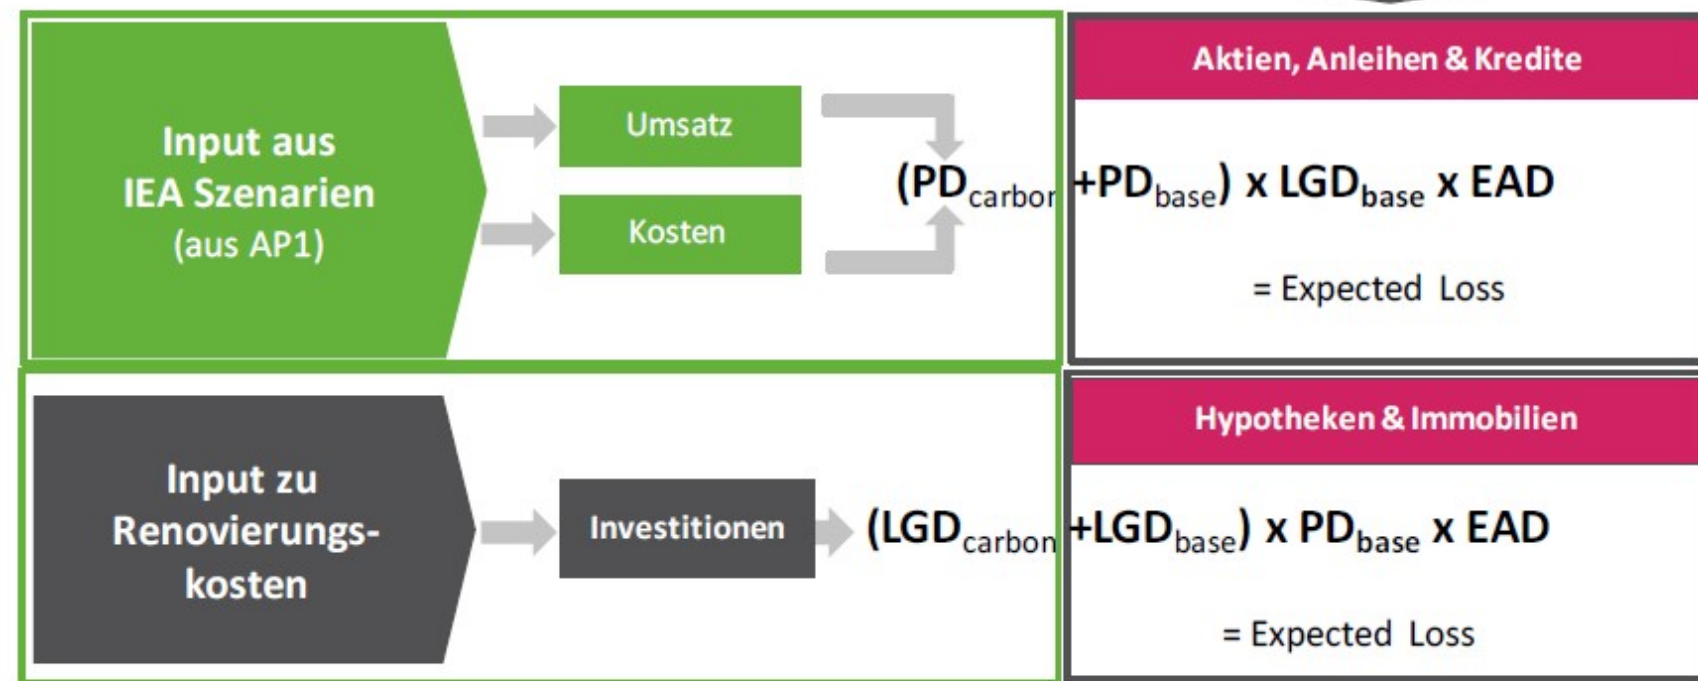 Input aus
IEA Szenarien
(aus AP1)
Umsatz
Kosten
Aktien, Anleihen & Kredite
(PDcarbon +PDbase) x LGDbase x EAD
= Expected Loss
Input zu
Renovierungs-
kosten
Investitionen
Hypotheken & Immobilien
(LGDcarbon +LGDbase) x PDbase x EAD
= Expected Loss